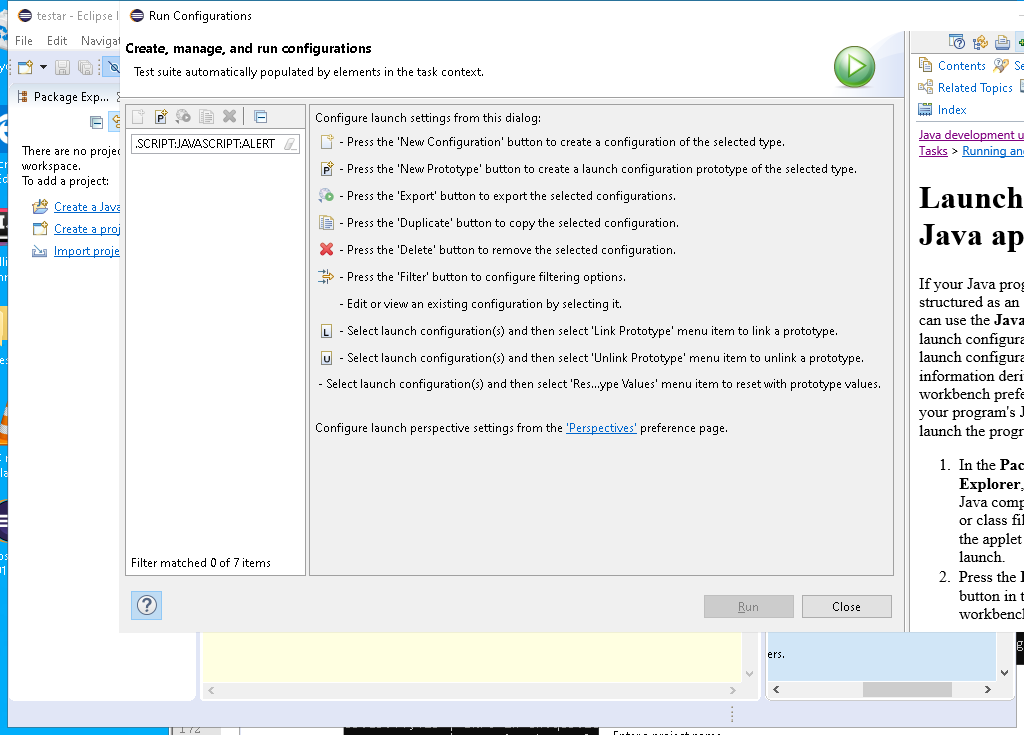 testar - Eclipse I
Run Configurations
File Edit Navigat
Create, manage, and run configurations
Test suite automatically populated by elements in the task context.
Contents
Package Exp...
Related Topics
Index
Configure launch settings from this dialog:
.SCRIPT:JAVASCRIPT:ALERT
- Press the 'New Configuration' button to create a configuration of the selected type.
- Press the 'New Prototype' button to create a launch configuration prototype of the selected type.
- Press the 'Export' button to export the selected configurations.
- Press the 'Duplicate' button to copy the selected configuration.
- Press the 'Delete' button to remove the selected configuration.
- Press the 'Filter' button to configure filtering options.
- Edit or view an existing configuration by selecting it.
L - Select launch configuration(s) and then select 'Link Prototype' menu item to link a prototype.
U - Select launch configuration(s) and then select 'Unlink Prototype' menu item to unlink a prototype.
- Select launch configuration(s) and then select 'Res...ype Values' menu item to reset with prototype values.
Configure launch perspective settings from the 'Perspectives' preference page.
Filter matched 0 of 7 items
Run
Close
There are no projec
workspace.
To add a project:
Create a Java
Create a proj
Import proje
Java development u
Tasks > Running and
Launch
Java ap
If your Java prog
structured as an
can use the Java
launch configura
launch configura
information deri
workbench prefe
your program's J
launch the progr
1. In the Pac
Explorer,
Java comp
or class fil
the applet
launch.
2. Press the
button in t
workbench
ers.
172